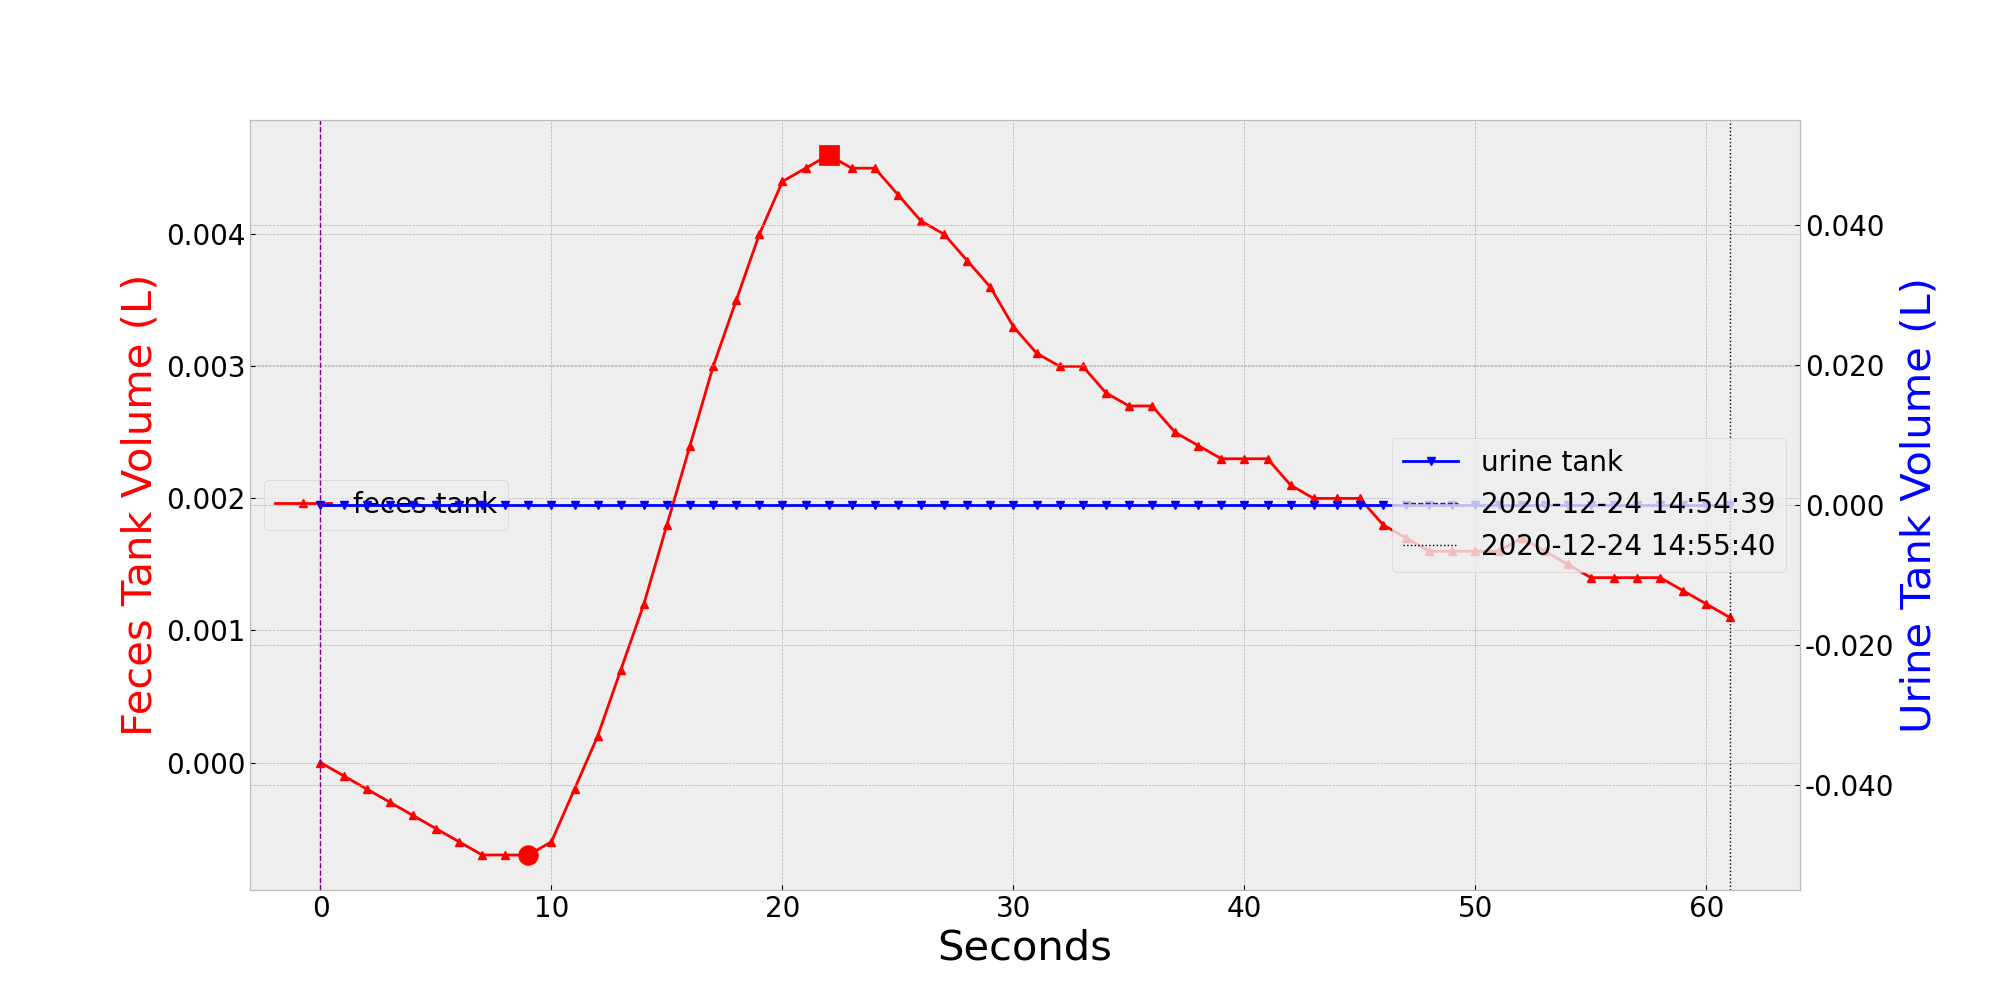 Feces Tank Volume (L)
0.004
0.003
0.002
0.001
0.000
feces tank
urine tank
2020-12-24 14:54:39
2020-12-24 14:55:40
0.040
0.020
0.000
-0.020
-0.040
Urine Tank Volume (L)
0 10 20 30 40 50 60
Seconds